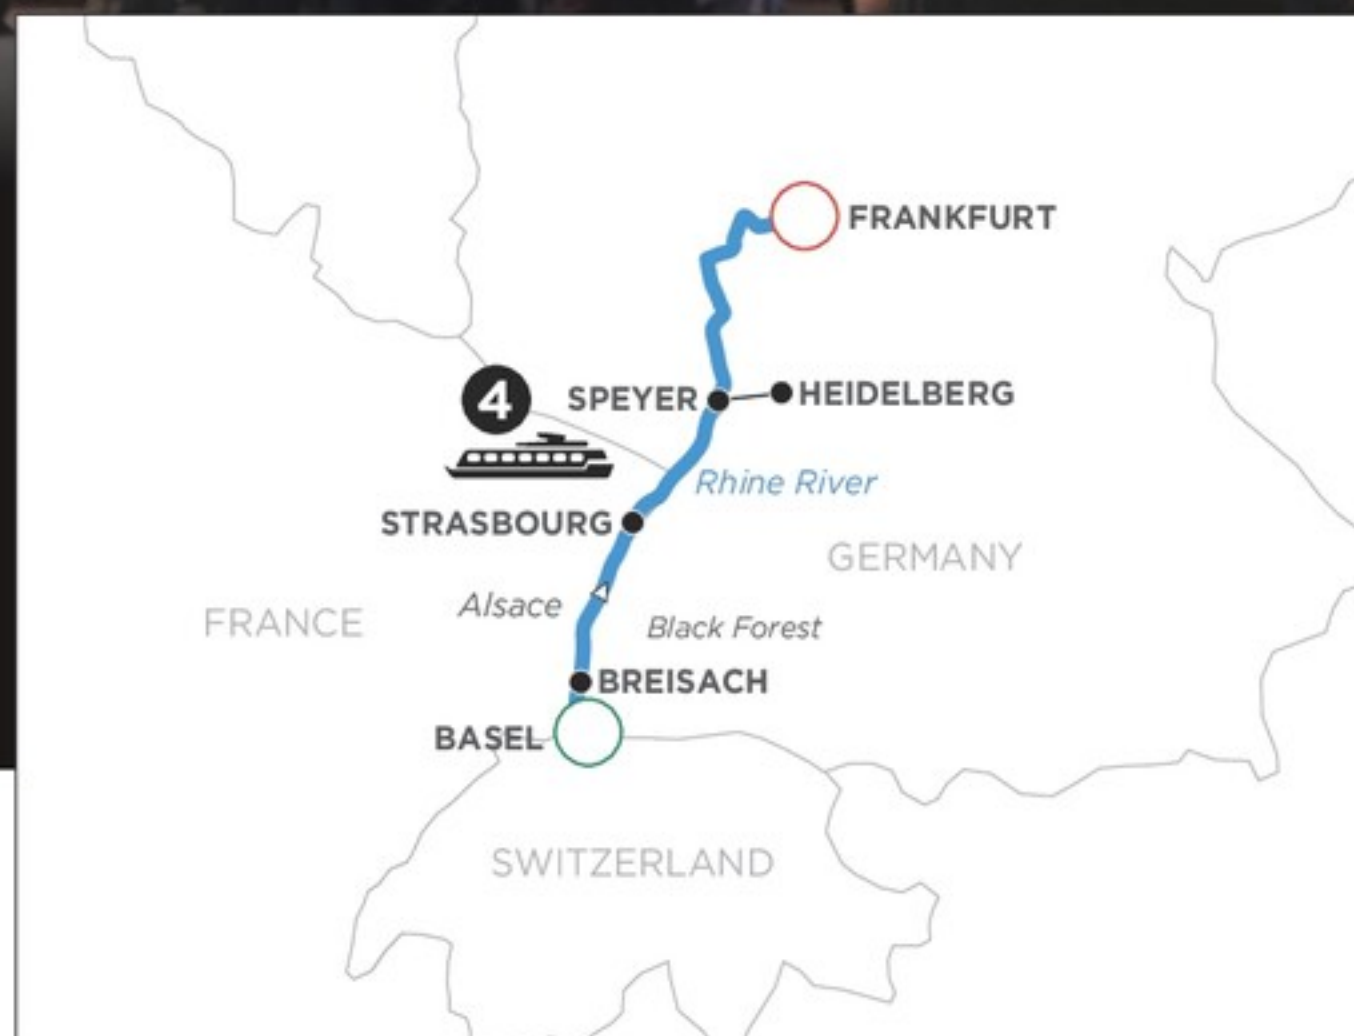 FRANKFURT
4
SPEYER
HEIDELBERG
Rhine River
STRASBOURG
GERMANY
Alsace
FRANCE
Black Forest
BREISACH
BASEL
SWITZERLAND